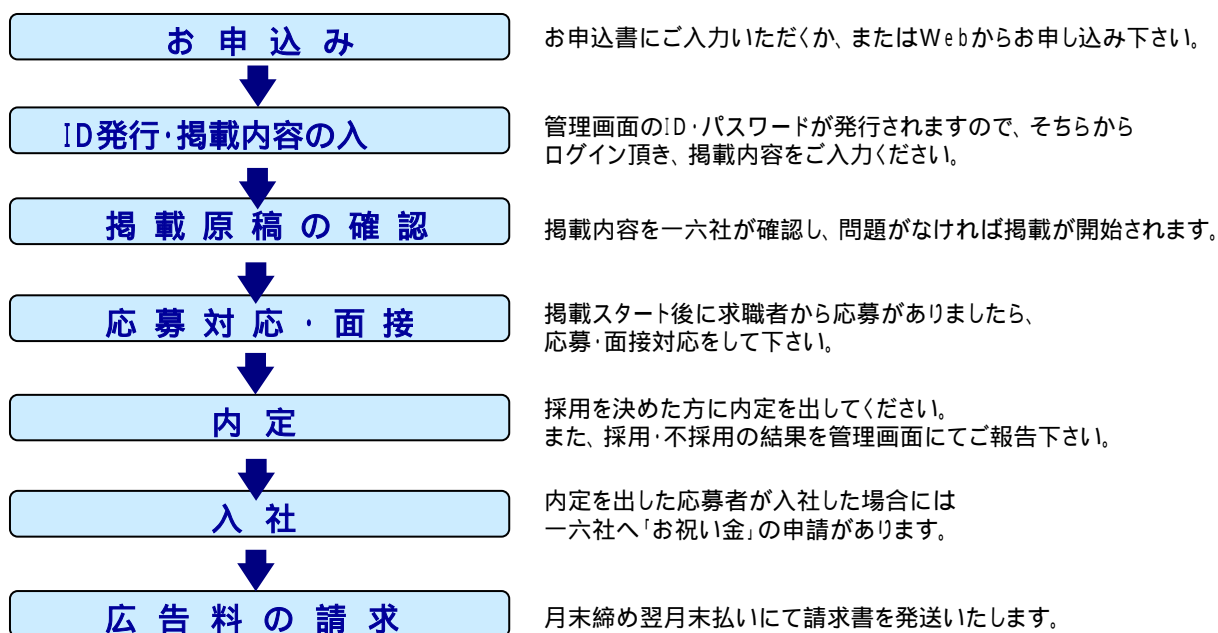 お申込み
お申込書にご入力いただくか、またはWebからお申し込み下さい。
ID発行・掲載内容の入
管理画面のID・パスワードが発行されますので、そちらから
ログイン頂き、掲載内容をご入力ください。
掲載原稿の確認
掲載内容を一六社が確認し、問題がなければ掲載が開始されます。
応募対応・面接
掲載スタート後に求職者から応募がありましたら、
応募・面接対応をして下さい。
内定
採用を決めた方に内定を出してください。
また、採用・不採用の結果を管理画面にてご報告下さい。
入社
内定を出した応募者が入社した場合には
一六社へ「お祝い金」の申請があります。
広告料の請求
月末締め翌月末払いにて請求書を発送いたします。